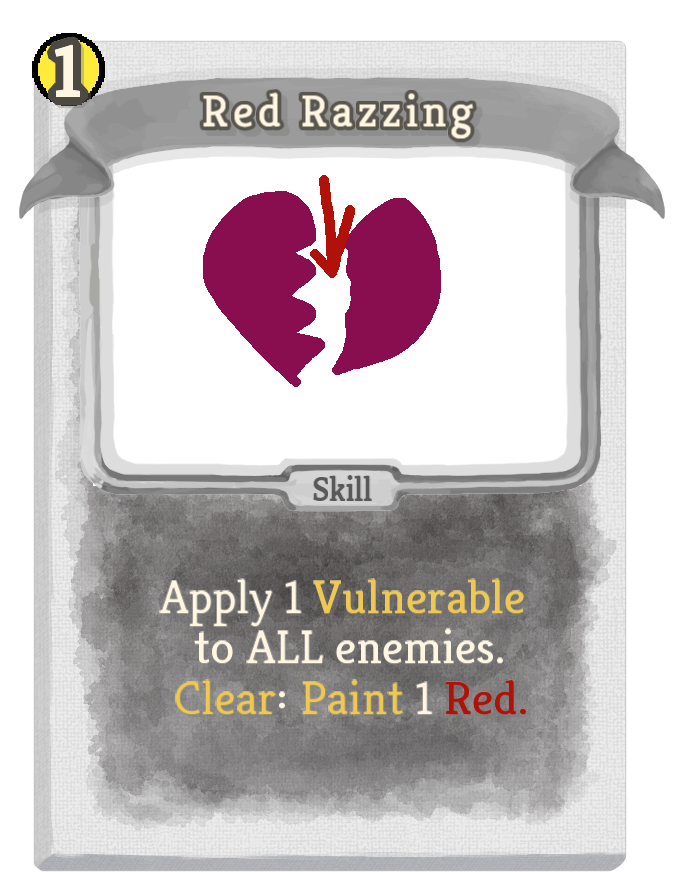 1
Red Razzing
Skill
Apply 1 Vulnerable
to ALL enemies.
Clear: Paint 1 Red.